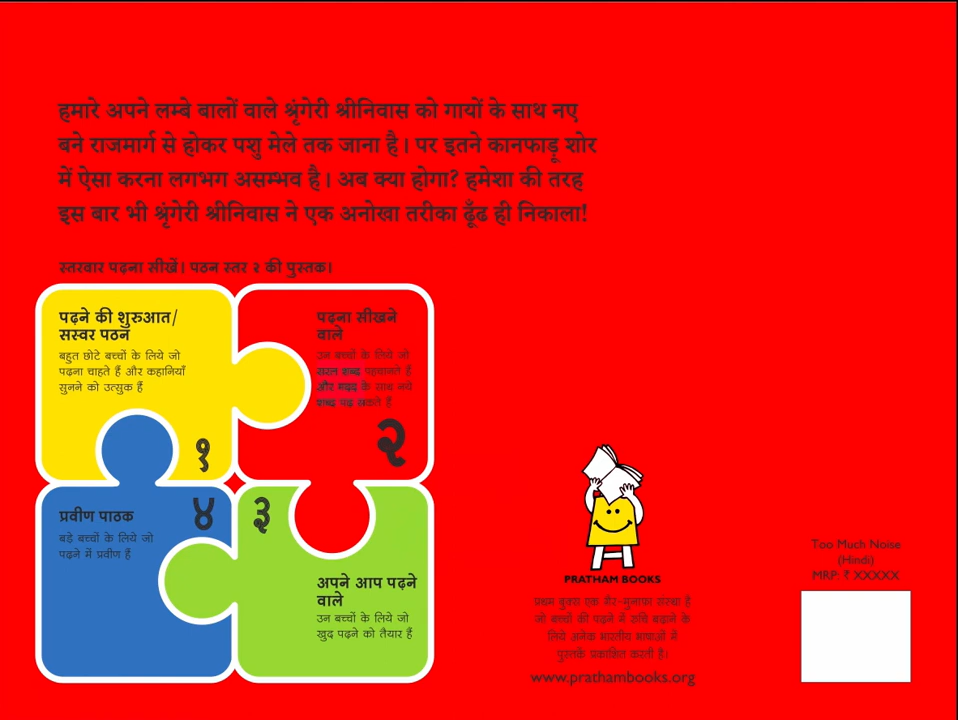 हमारे अपने लम्बे बालों वाले श्रृंगेरी श्रीनिवास को गायों के साथ नए
बने राजमार्ग से होकर पशु मेले तक जाना है। पर इतने कानफाड़ू शोर
में ऐसा करना लगभग असम्भव है। अब क्या होगा? हमेशा की तरह
इस बार भी श्रृंगेरी श्रीनिवास ने एक अनोखा तरीका ढूँढ ही निकाला!
स्तरवार पढ़ना सीखें। पठन स्तर २ की पुस्तक।
पढ़ने की शुरुआत/
सस्वर पठन
बहुत छोटे बच्चों के लिये जो
पढ़ना चाहते हैं और कहानियाँ
सुनने को उत्सुक हैं
१
पढ़ना सीखने
वाले
उन बच्चों के लिये जो
सरल शब्द पहचानते हैं
और मदद के साथ नये
शब्द पढ़ सकते हैं
२
प्रवीण पाठक
बड़े बच्चों के लिये जो
पढ़ने में प्रवीण हैं
४
३
अपने आप पढ़ने
वाले
उन बच्चों के लिये जो
खुद पढ़ने को तैयार हैं
PRATHAM BOOKS
प्रथम बुक्स एक गैर-मुनाफ़ा संस्था है
जो बच्चों की पढ़ने में रुचि बढ़ाने के
लिये अनेक भारतीय भाषाओं में
पुस्तकें प्रकाशित करती है।
www.prathambooks.org
Too Much Noise
(Hindi)
MRP: ₹ XXXXX